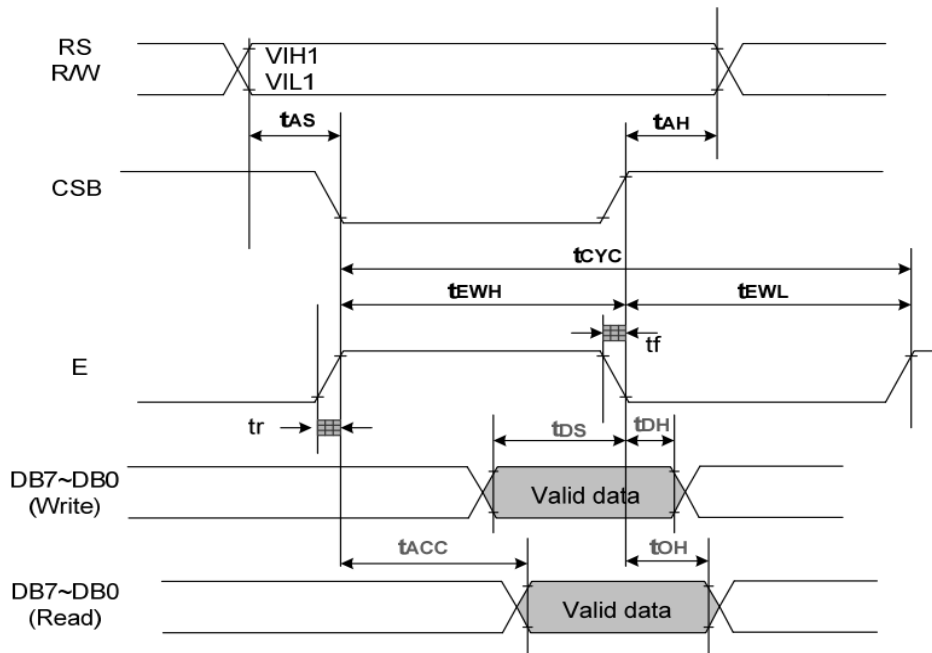 RS
R/W
VIH1
VIL1
tAS
tAH
CSB
tCYC
tEWH
tEWL
tf
E
tr
tDS
tDH
DB7~DB0
(Write)
Valid data
tACC
tOH
DB7~DB0
(Read)
Valid data